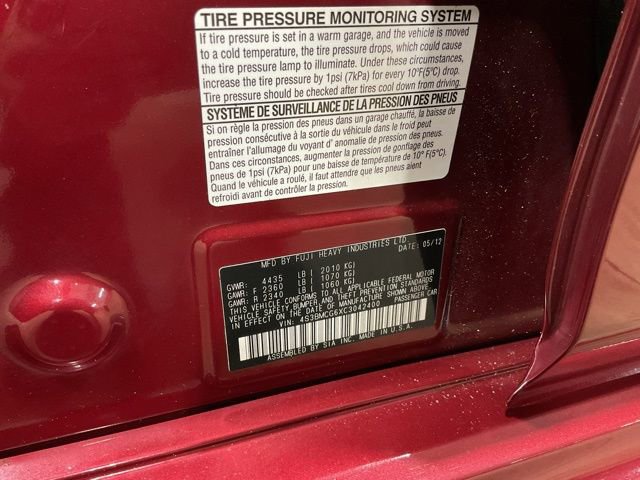 TIRE PRESSURE MONITORING SYSTEM
If tire pressure is set in a warm garage, and the vehicle is moved
to a cold temperature, the tire pressure drops, which could cause
the tire pressure lamp to illuminate. Under these circumstances,
increase the tire pressure by 1psi (7kPa) for every 10°F(5°C) drop.
Tire pressure should be checked after tires cool down from driving.
SYSTÈME DE SURVEILLANCE DE LA PRESSION DES PNEUS
Si on règle la pression des pneus dans un garage chauffé, la baisse de
pression consécutive à la sortie du véhicule dans le froid peut
entraîner l'allumage du voyant d' anomalie de pression des pneus.
Dans ces circonstances, augmenter la pression de gonflage des
pneus de 1psi (7kPa) pour une baisse de température de 10° F(5°C).
Quand le véhicule a roulé, il faut attendre que les pneus aient
refroidi avant de contrôler la pression.
MFD BY FUJI HEAVY INDUSTRIES LTD.
DATE: 05/12
GVWR: 4435 LB ( 2010 KG)
GAWR: F 2360 LB ( 1070 KG)
GAWR: R 2340 LB ( 1060 KG)
THIS VEHICLE CONFORMS TO ALL APPLICABLE FEDERAL MOTOR
VEHICLE SAFETY BUMPER AND THEFT PREVENTION STANDARDS
IN EFFECT ON THE DATE OF MANUFACTURE SHOWN ABOVE.
VIN: 4S3BMCG6XC3042400 PASSENGER CAR
ASSEMBLED BY SIA INC. MADE IN U.S.A.